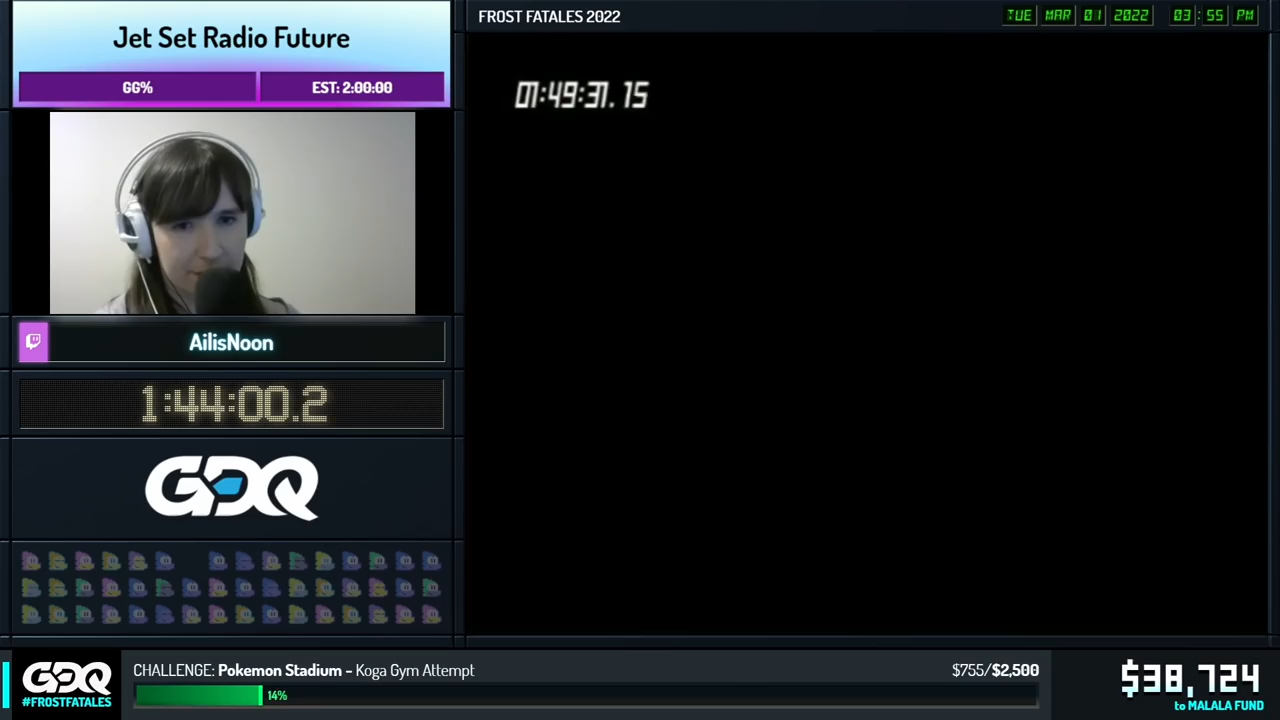 Jet Set Radio Future
GG%
EST: 2:00:00
AilisNoon
1:44:00.2
GDQ
FROST FATALES 2022
TUE MAR 01 2022 03:55 PM
01:49:31.15
GDQ
#FROSTFATALES
CHALLENGE: Pokemon Stadium - Koga Gym Attempt
$755/$2,500
14%
$38,724
to MALALA FUND